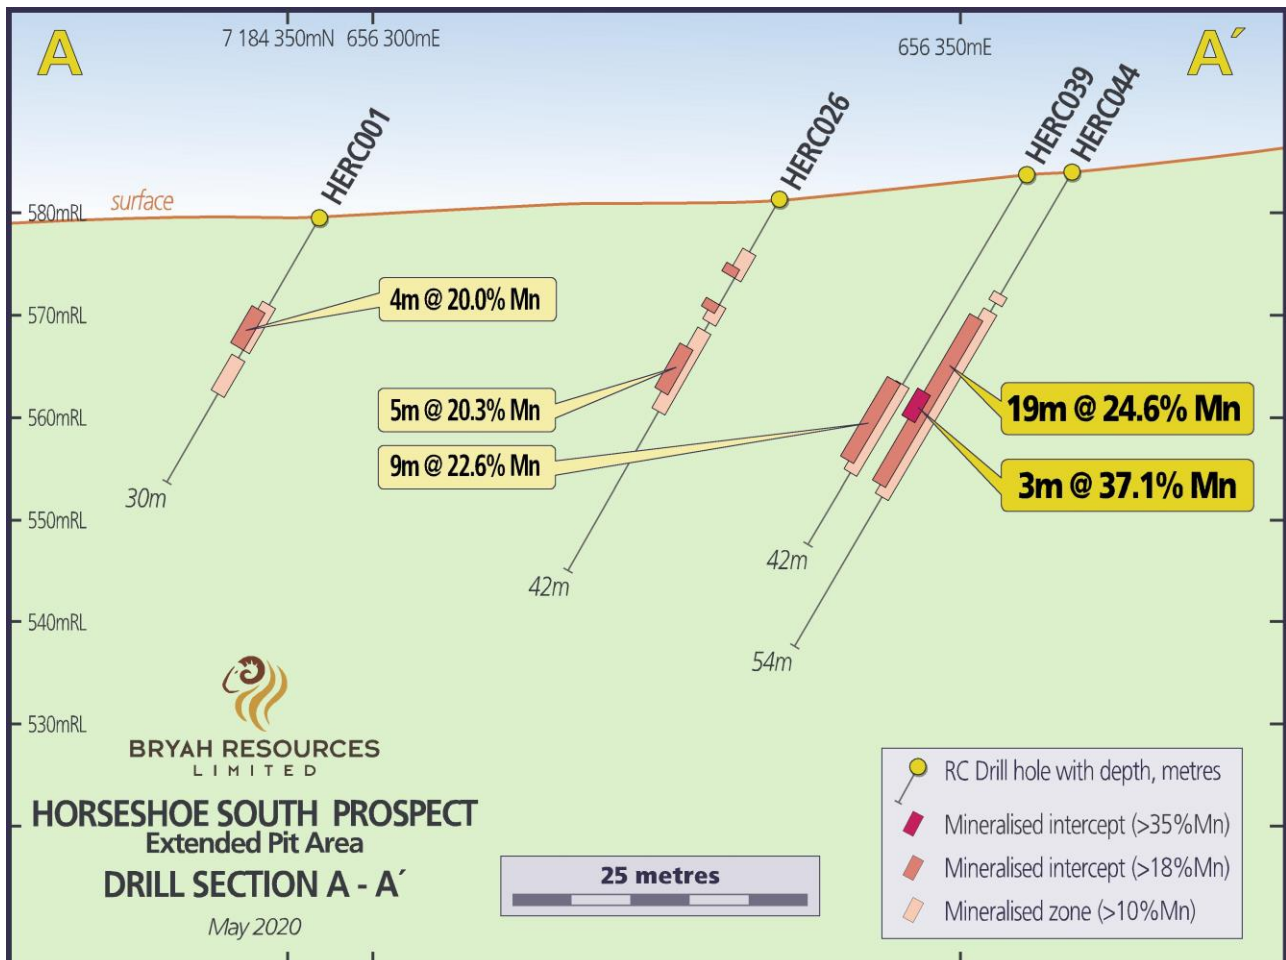 A
7 184 350mN 656 300mE
656 350mE
A´
HERC001
HERC026
HERC039
HERC044
surface
580mRL
570mRL
560mRL
550mRL
540mRL
530mRL
4m @ 20.0% Mn
5m @ 20.3% Mn
9m @ 22.6% Mn
19m @ 24.6% Mn
3m @ 37.1% Mn
30m
42m
42m
54m
BRYAH RESOURCES
LIMITED
HORSESHOE SOUTH PROSPECT
Extended Pit Area
DRILL SECTION A - A´
May 2020
25 metres
RC Drill hole with depth, metres
Mineralised intercept (>35%Mn)
Mineralised intercept (>18%Mn)
Mineralised zone (>10%Mn)